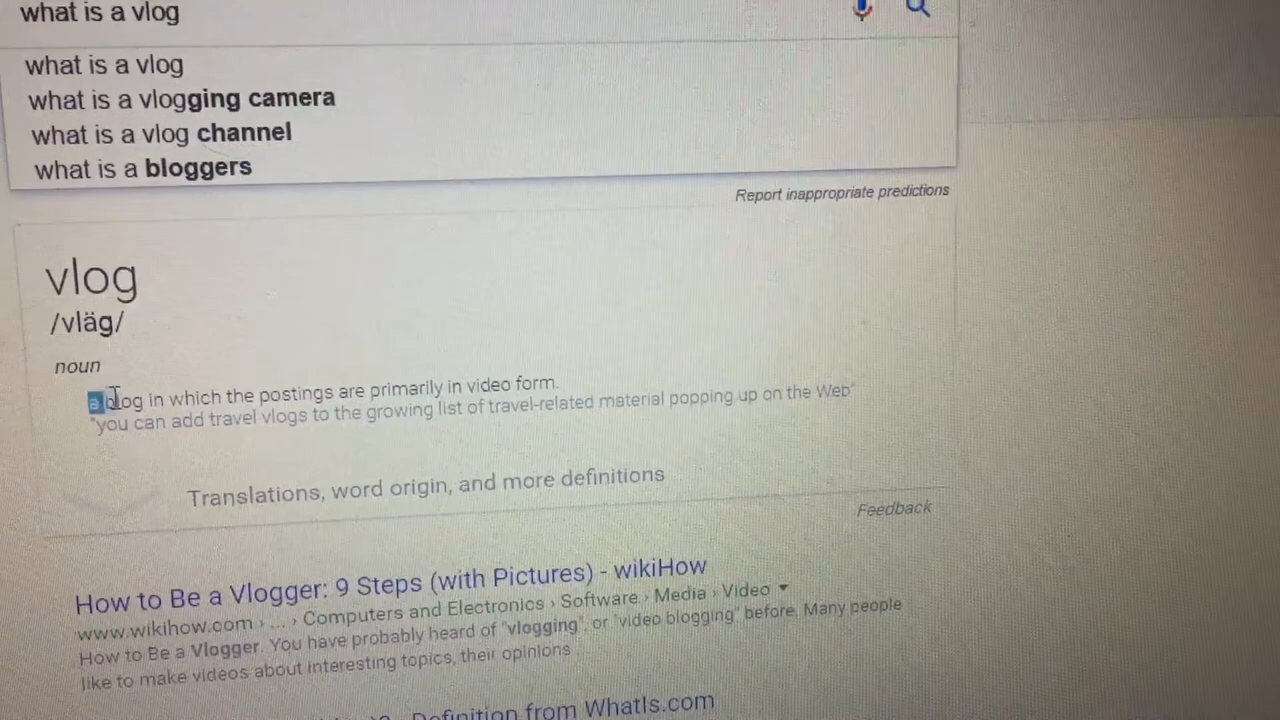 what is a vlog
what is a vlog
what is a vlogging camera
what is a vlog channel
what is a bloggers
Report inappropriate predictions
vlog
/vläg/
noun
a blog in which the postings are primarily in video form.
"you can add travel vlogs to the growing list of travel-related material popping up on the Web"
Translations, word origin, and more definitions
Feedback
How to Be a Vlogger: 9 Steps (with Pictures) - wikiHow
www.wikihow.com › ... › Computers and Electronics › Software › Media › Video
How to Be a Vlogger. You have probably heard of "vlogging", or "video blogging" before. Many people
like to make videos about interesting topics, their opinions
Definition from WhatIs.com